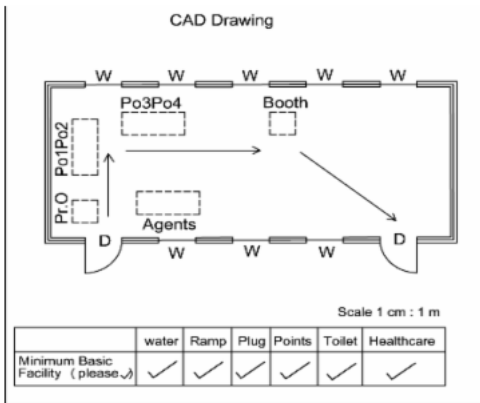 CAD Drawing
W W W W W
Po3Po4 Booth
Po1Po2
Pr.O
Agents
D D
W W W
Scale 1 cm : 1 m
water Ramp Plug Points Toilet Healthcare
Minimum Basic
Facility ( please ✓) ✓ ✓ ✓ ✓ ✓ ✓